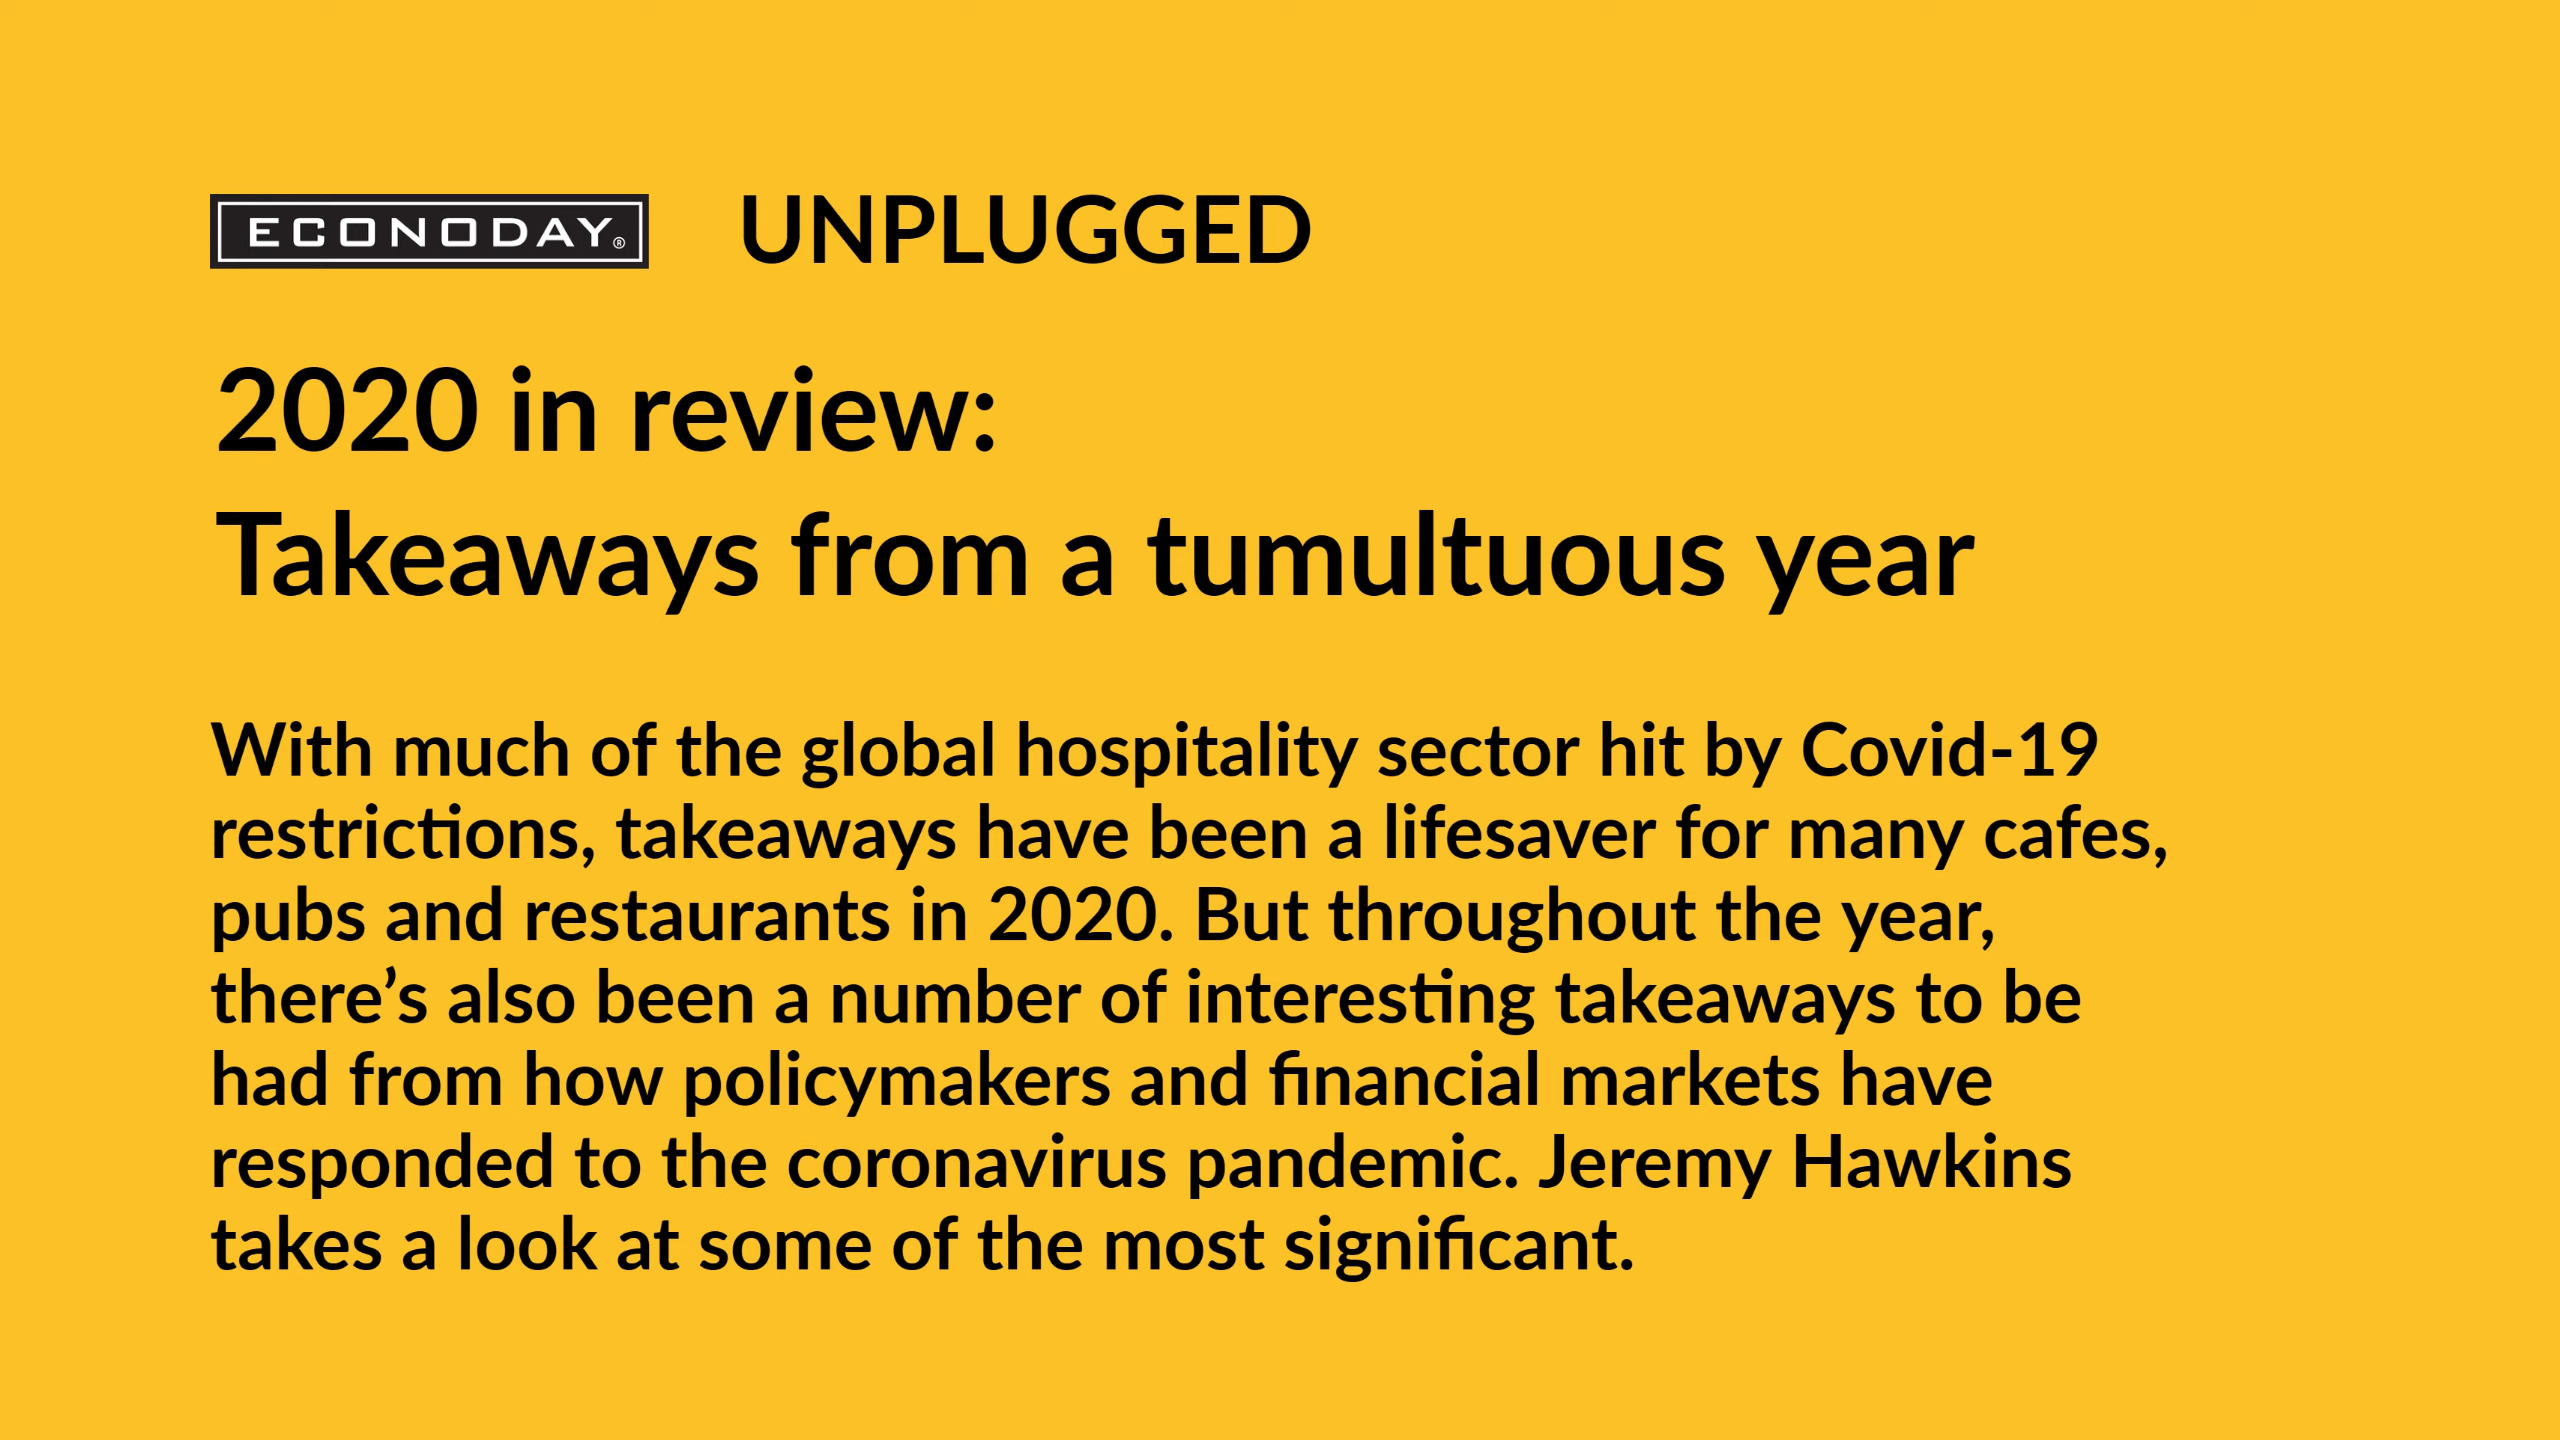 ECONODAY® UNPLUGGED
2020 in review:
Takeaways from a tumultuous year
With much of the global hospitality sector hit by Covid-19
restrictions, takeaways have been a lifesaver for many cafes,
pubs and restaurants in 2020. But throughout the year,
there’s also been a number of interesting takeaways to be
had from how policymakers and financial markets have
responded to the coronavirus pandemic. Jeremy Hawkins
takes a look at some of the most significant.